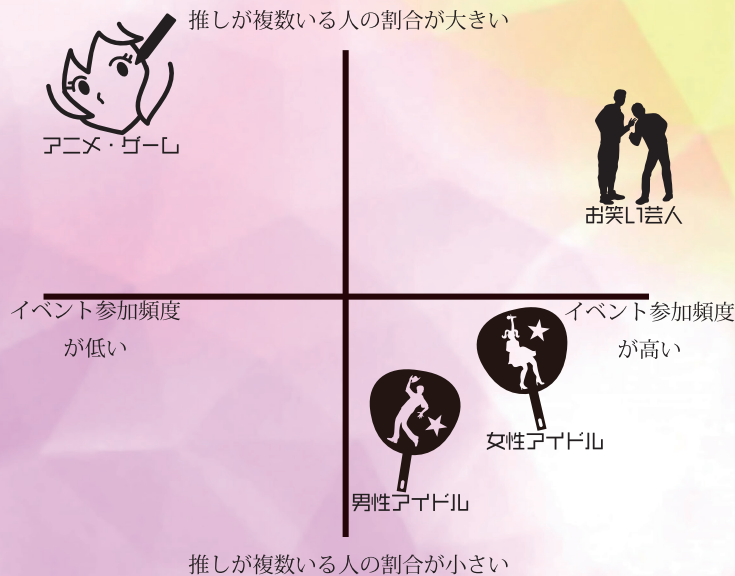 推しが複数いる人の割合が大きい
アニメ・ゲーム
お笑い芸人
イベント参加頻度
が低い
イベント参加頻度
が高い
女性アイドル
男性アイドル
推しが複数いる人の割合が小さい